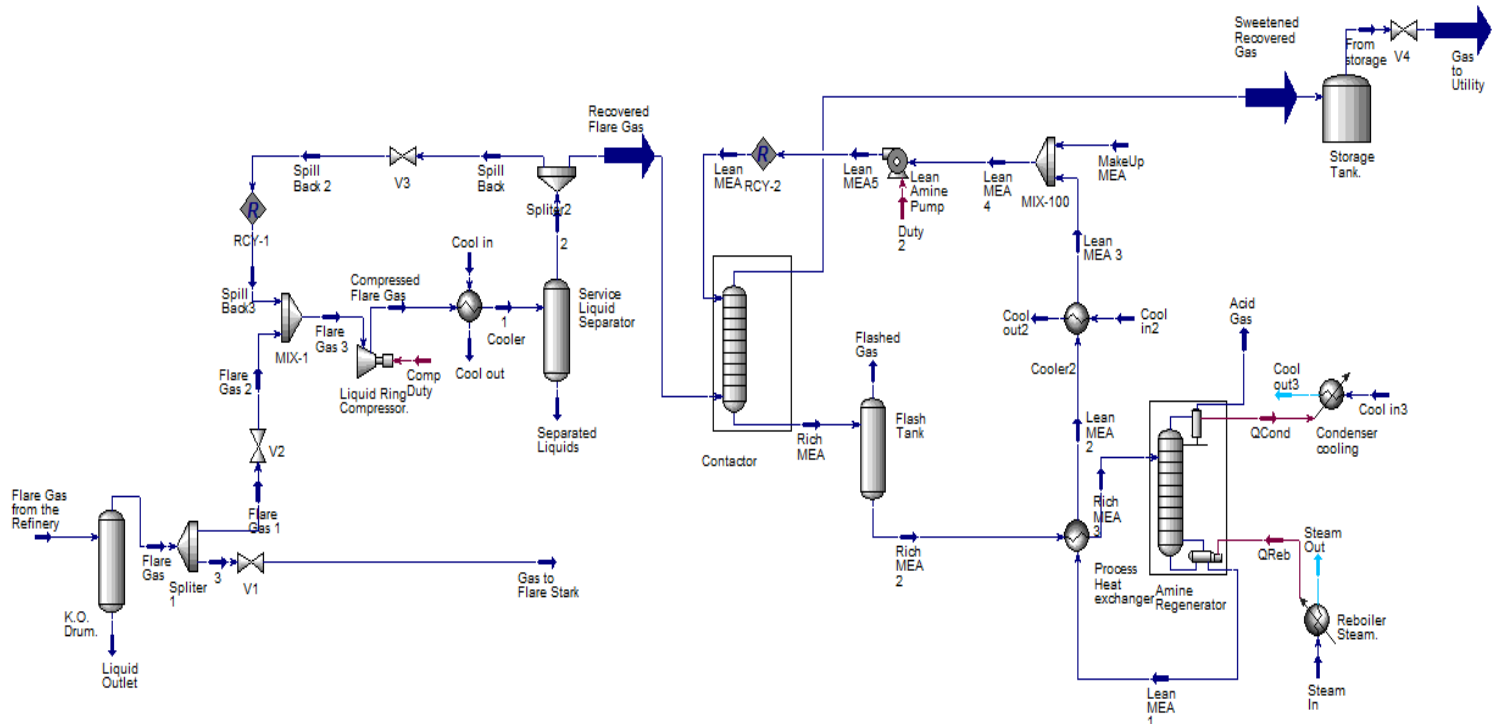 Sweetened
Recovered
Gas
From
storage
V4
Gas
to
Utility
Storage
Tank.
Recovered
Flare Gas
Spill
Back 2
V3
Spill
Back
Spliter2
2
RCY-1
Spill
Back3
MIX-1
Flare
Gas 3
Flare
Gas 2
Compressed
Flare Gas
Cool in
1
Cooler
Cool out
Service
Liquid
Separator
Comp
Duty
Liquid Ring
Compressor.
Separated
Liquids
V2
Flare
Gas 1
Flare Gas
from the
Refinery
Flare
Gas
Spliter
1
3
V1
Gas to
Flare Stark
K.O.
Drum.
Liquid
Outlet
Lean
MEA
RCY-2
Lean
MEA5
Lean
Amine
Pump
Duty
2
Lean
MEA
4
MakeUp
MEA
MIX-100
Lean
MEA 3
Cool
out2
Cool
in2
Cooler2
Lean
MEA
2
Contactor
Rich
MEA
Flashed
Gas
Flash
Tank
Rich
MEA
2
Rich
MEA
3
Process
Heat
exchanger
Acid
Gas
Cool
out3
Cool in3
QCond
Condenser
cooling
Amine
Regenerator
QReb
Steam
Out
Reboiler
Steam.
Steam
In
Lean
MEA
1